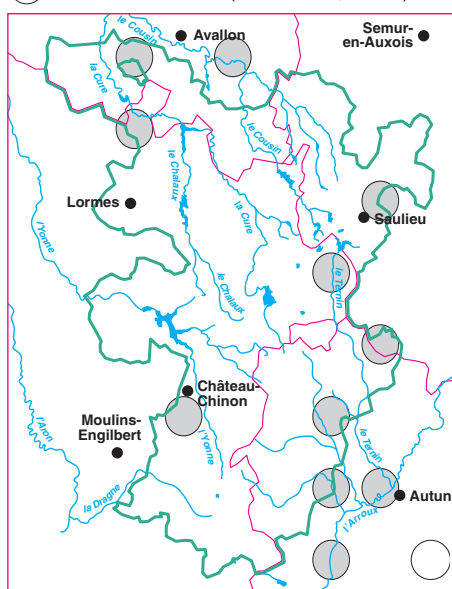 Avallon
Semur-
en-Auxois
le Cousin
la Cure
le Cousin
le Chalaux
Lormes
la Cure
Saulieu
l'Yonne
le Ternin
le Chalaux
Château-
Chinon
Moulins-
Engilbert
l'Aron
l'Yonne
le Ternin
la Dragne
Autun
l'Arroux